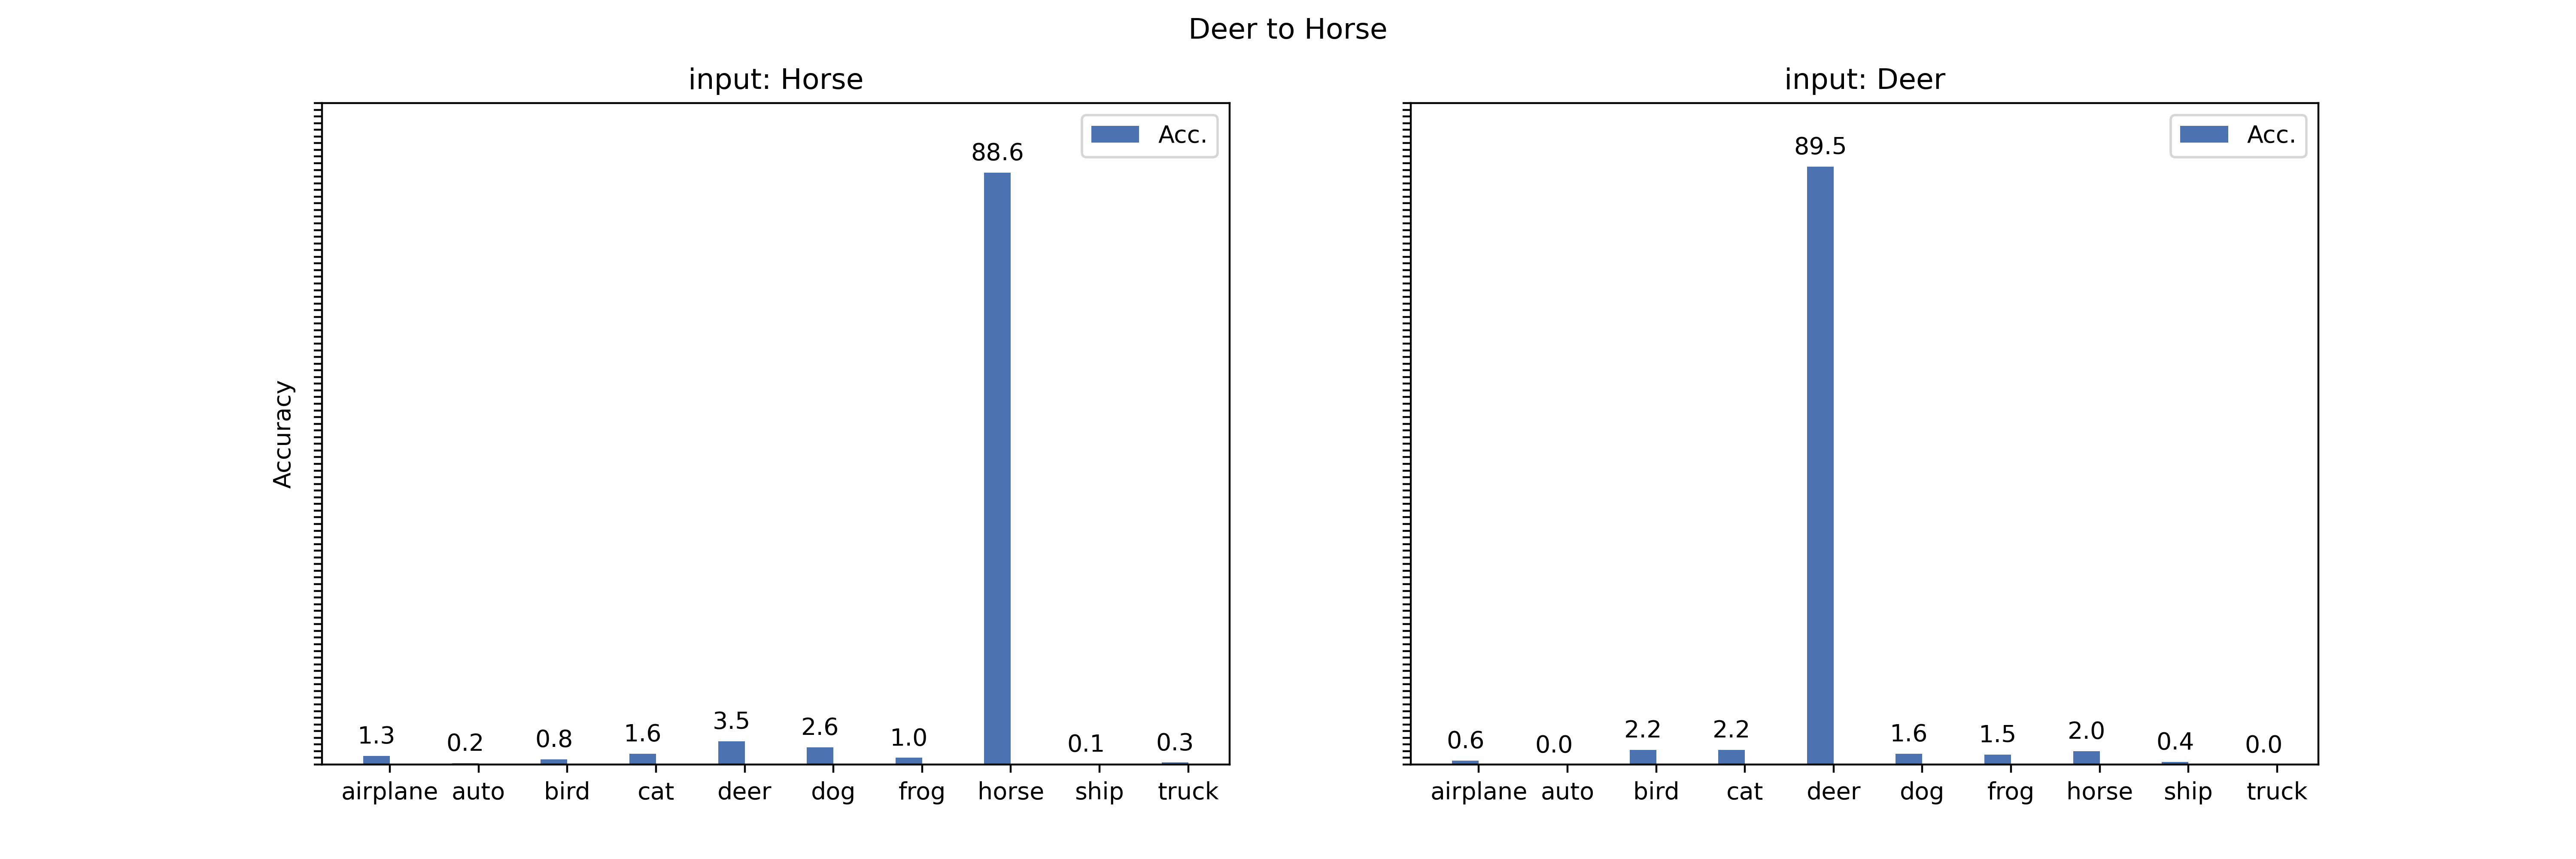 Deer to Horse
input: Horse
Acc.
88.6
1.3
0.2
0.8
1.6
3.5
2.6
1.0
0.1
0.3
Accuracy
airplane auto bird cat deer dog frog horse ship truck
input: Deer
Acc.
89.5
0.6
0.0
2.2
2.2
1.6
1.5
2.0
0.4
0.0
airplane auto bird cat deer dog frog horse ship truck